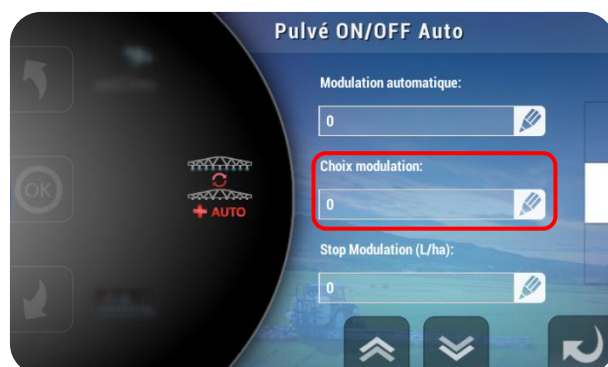 Pulvé ON/OFF Auto
Modulation automatique:
0
Choix modulation:
0
OK
AUTO
Stop Modulation (L/ha):
0